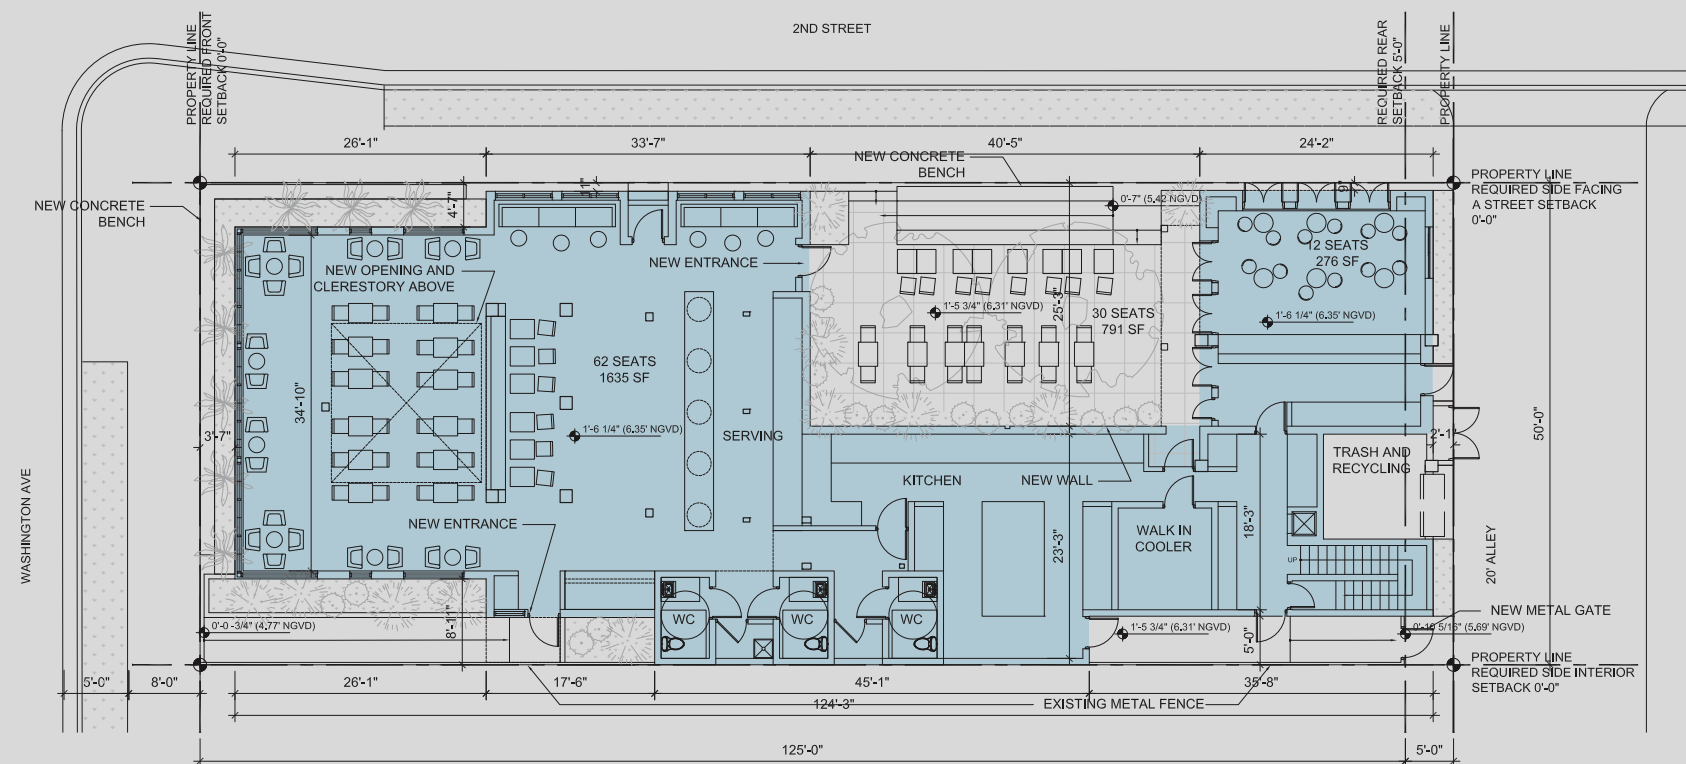 2ND STREET
PROPERTY LINE
REQUIRED FRONT
SETBACK 0'-0"
REQUIRED REAR
SETBACK 5'-0"
PROPERTY LINE
26'-1"
33'-7"
40'-5"
24'-2"
NEW CONCRETE
BENCH
PROPERTY LINE
REQUIRED SIDE FACING
A STREET SETBACK
0'-0"
NEW CONCRETE
BENCH
4'-7"
11"
9"
0'-7" (5.42 NGVD)
NEW OPENING AND
CLERESTORY ABOVE
NEW ENTRANCE
12 SEATS
276 SF
1'-5 3/4" (6.31' NGVD)
25'-3"
30 SEATS
791 SF
1'-6 1/4" (6.35' NGVD)
62 SEATS
1635 SF
34'-10"
3'-7"
1'-6 1/4" (6.35' NGVD)
SERVING
2'-1"
50'-0"
TRASH AND
RECYCLING
KITCHEN
NEW WALL
NEW ENTRANCE
WALK IN
COOLER
18'-3"
23'-3"
UP
WASHINGTON AVE
20' ALLEY
WC
WC
WC
0'-0 -3/4" (4.77' NGVD)
8'-11"
1'-5 3/4" (6.31' NGVD)
5'-0"
0'-10 5/16" (5.69' NGVD)
NEW METAL GATE
PROPERTY LINE
REQUIRED SIDE INTERIOR
SETBACK 0'-0"
5'-0"
8'-0"
26'-1"
17'-6"
45'-1"
35'-8"
124'-3"
EXISTING METAL FENCE
125'-0"
5'-0"